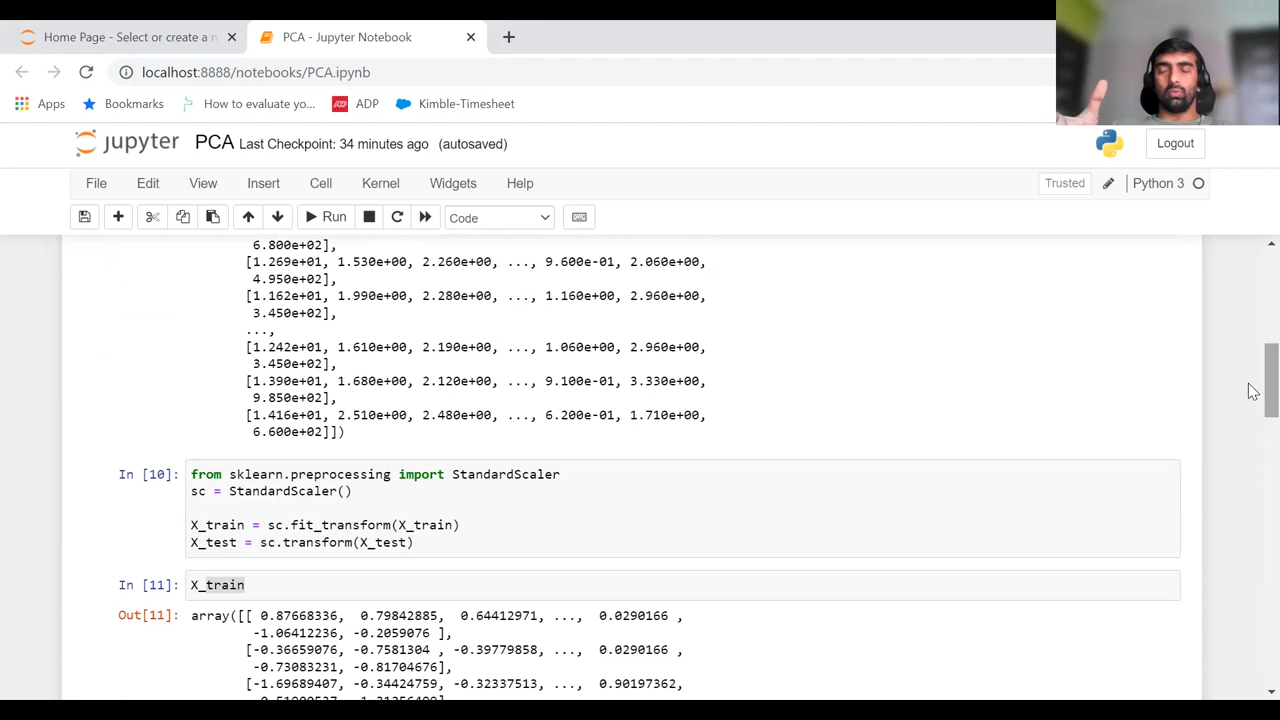 Home Page - Select or create a n
PCA - Jupyter Notebook
localhost:8888/notebooks/PCA.ipynb
Apps Bookmarks How to evaluate yo... ADP Kimble-Timesheet
jupyter PCA Last Checkpoint: 34 minutes ago (autosaved) Logout
File Edit View Insert Cell Kernel Widgets Help Trusted Python 3
Run Code
6.800e+02],
[1.269e+01, 1.530e+00, 2.260e+00, ..., 9.600e-01, 2.060e+00,
4.950e+02],
[1.162e+01, 1.990e+00, 2.280e+00, ..., 1.160e+00, 2.960e+00,
3.450e+02],
...,
[1.242e+01, 1.610e+00, 2.190e+00, ..., 1.060e+00, 2.960e+00,
3.450e+02],
[1.390e+01, 1.680e+00, 2.120e+00, ..., 9.100e-01, 3.330e+00,
9.850e+02],
[1.416e+01, 2.510e+00, 2.480e+00, ..., 6.200e-01, 1.710e+00,
6.600e+02]])
In [10]: from sklearn.preprocessing import StandardScaler
sc = StandardScaler()
X_train = sc.fit_transform(X_train)
X_test = sc.transform(X_test)
In [11]: X_train
Out[11]: array([[ 0.87668336, 0.79842885, 0.64412971, ..., 0.0290166 ,
-1.06412236, -0.2059076 ],
[-0.36659076, -0.7581304 , -0.39779858, ..., 0.0290166 ,
-0.73083231, -0.81704676],
[-1.69689407, -0.34424759, -0.32337513, ..., 0.90197362,